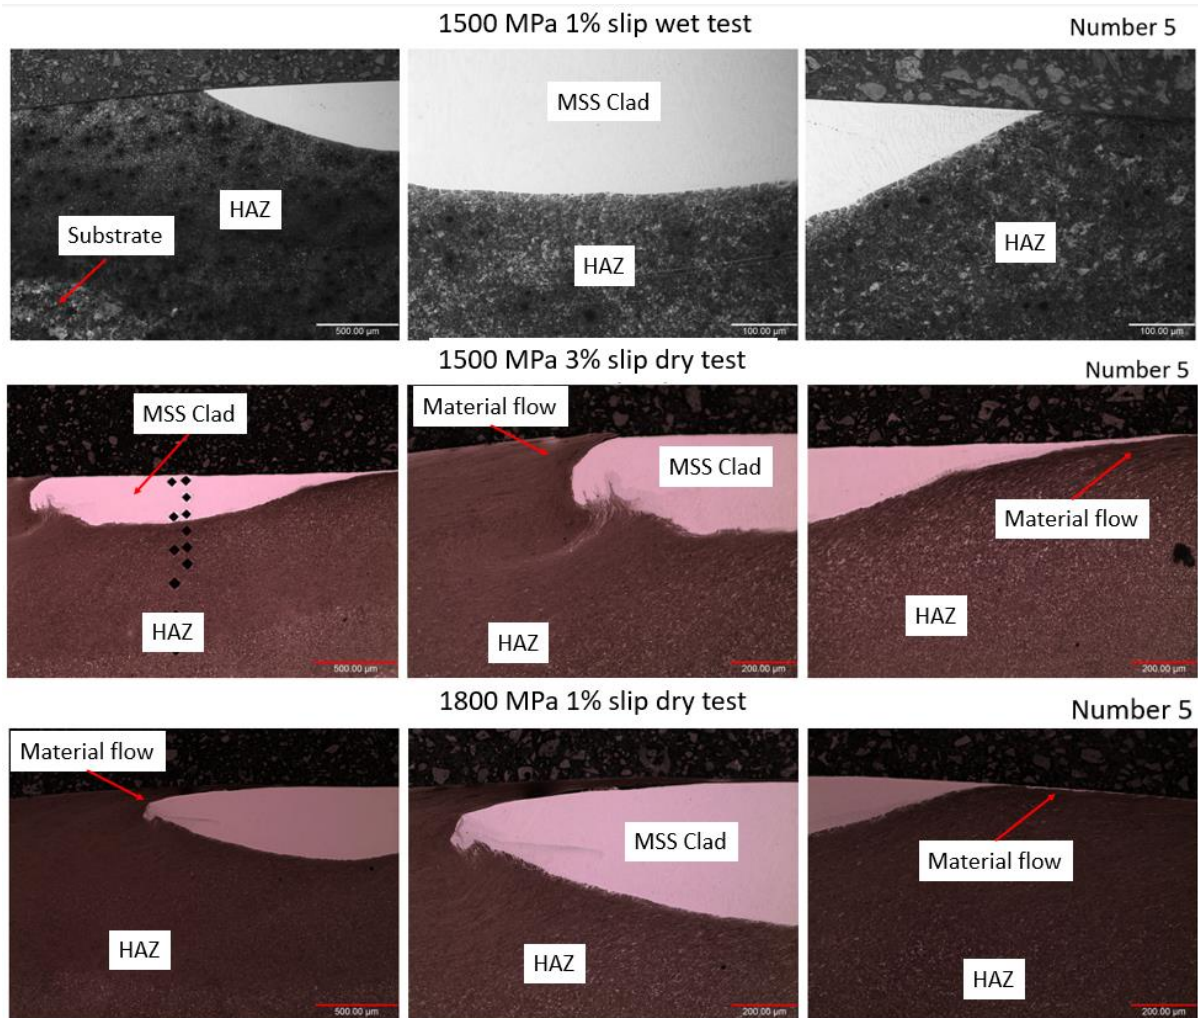 1500 MPa 1% slip wet test
Number 5
MSS Clad
HAZ
Substrate
HAZ
HAZ
500.00 µm
100.00 µm
100.00 µm
1500 MPa 3% slip dry test
Number 5
MSS Clad
Material flow
MSS Clad
Material flow
HAZ
HAZ
HAZ
500.00 µm
200.00 µm
200.00 µm
1800 MPa 1% slip dry test
Number 5
Material flow
MSS Clad
Material flow
HAZ
HAZ
HAZ
500.00 µm
200.00 µm
200.00 µm